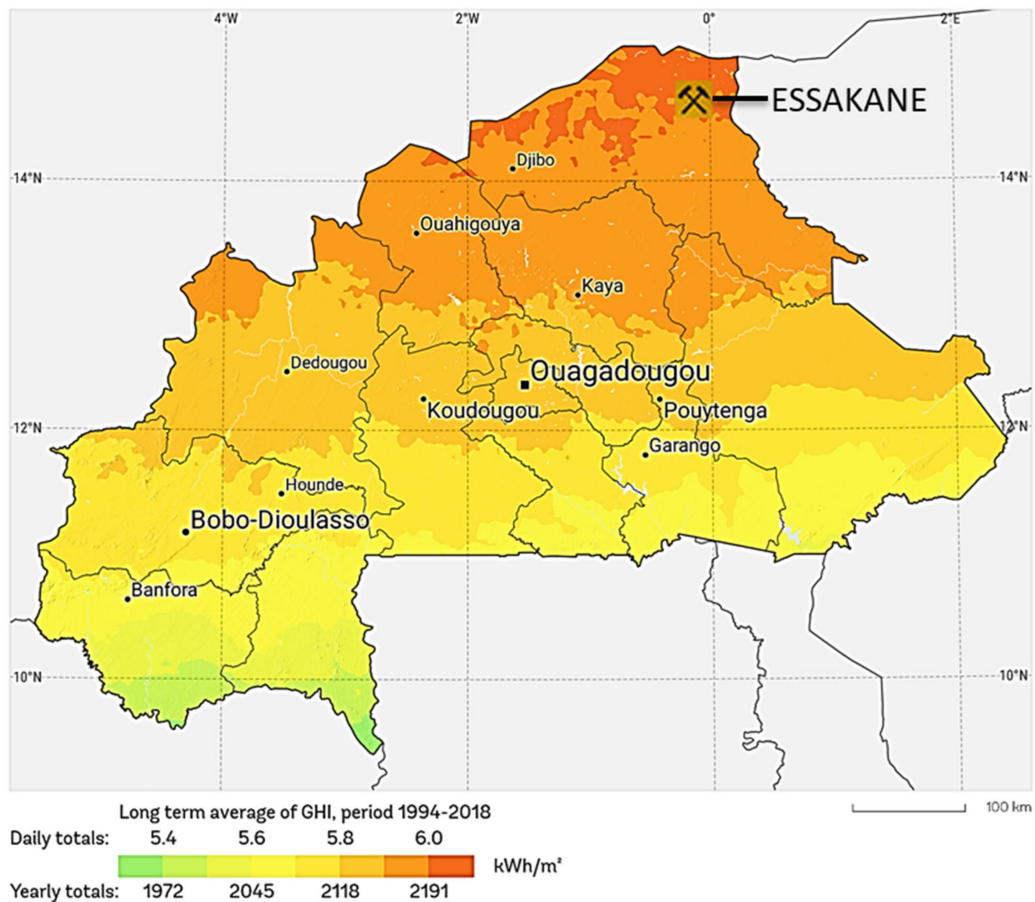 4°W 2°W 0° 2°E
ESSAKANE
Djibo
14°N 14°N
Ouahigouya
Kaya
Dedougou
Ouagadougou
Koudougou
Pouytenga
12°N 12°N
Garango
Hounde
Bobo-Dioulasso
Banfora
10°N 10°N
Long term average of GHI, period 1994-2018
100 km
Daily totals: 5.4 5.6 5.8 6.0
kWh/m²
Yearly totals: 1972 2045 2118 2191